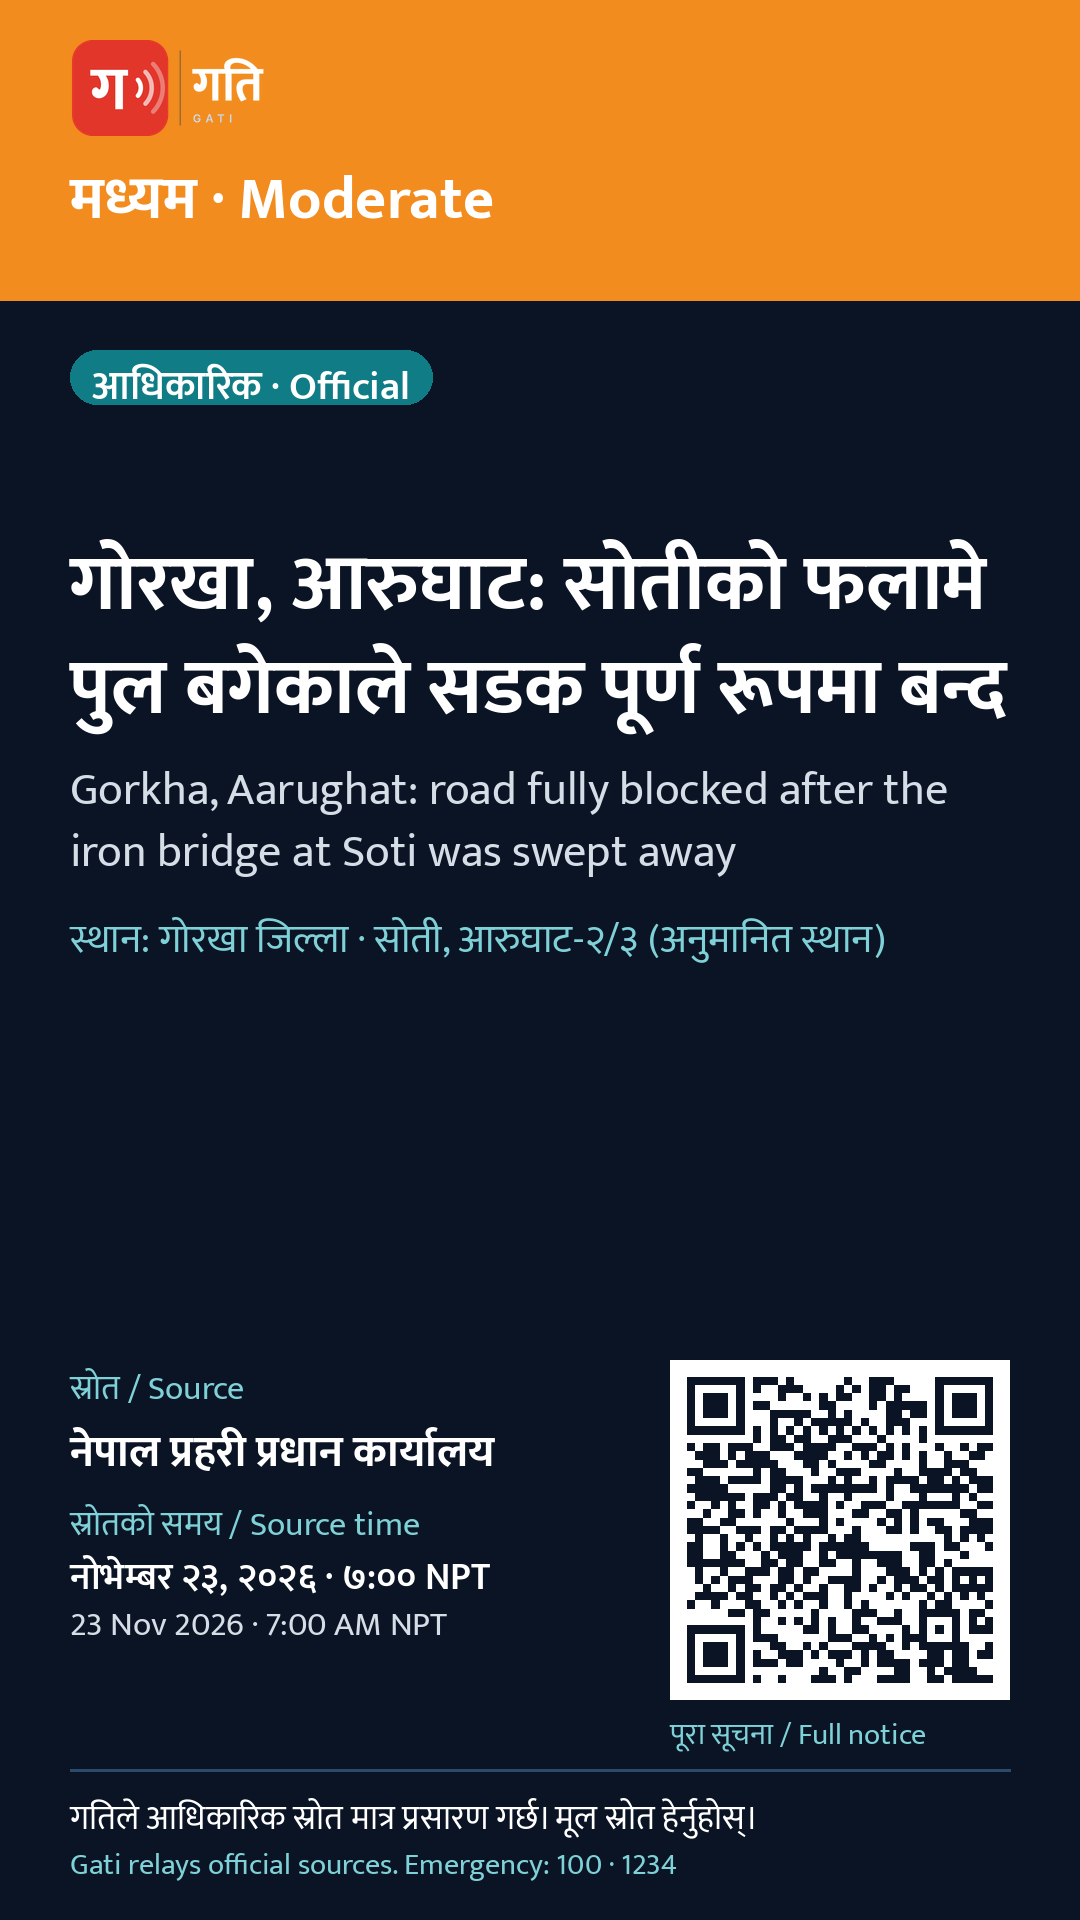 ग
गति
GATI
मध्यम · Moderate
आधिकारिक · Official
गोरखा, आरुघाट: सोतीको फलामे
पुल बगेकाले सडक पूर्ण रूपमा बन्द
Gorkha, Aarughat: road fully blocked after the
iron bridge at Soti was swept away
स्थान: गोरखा जिल्ला · सोती, आरुघाट-२/३ (अनुमानित स्थान)
स्रोत / Source
नेपाल प्रहरी प्रधान कार्यालय
स्रोतको समय / Source time
नोभेम्बर २३, २०२६ · ७:०० NPT
23 Nov 2026 · 7:00 AM NPT
पूरा सूचना / Full notice
गतिले आधिकारिक स्रोत मात्र प्रसारण गर्छ। मूल स्रोत हेर्नुहोस्।
Gati relays official sources. Emergency: 100 · 1234